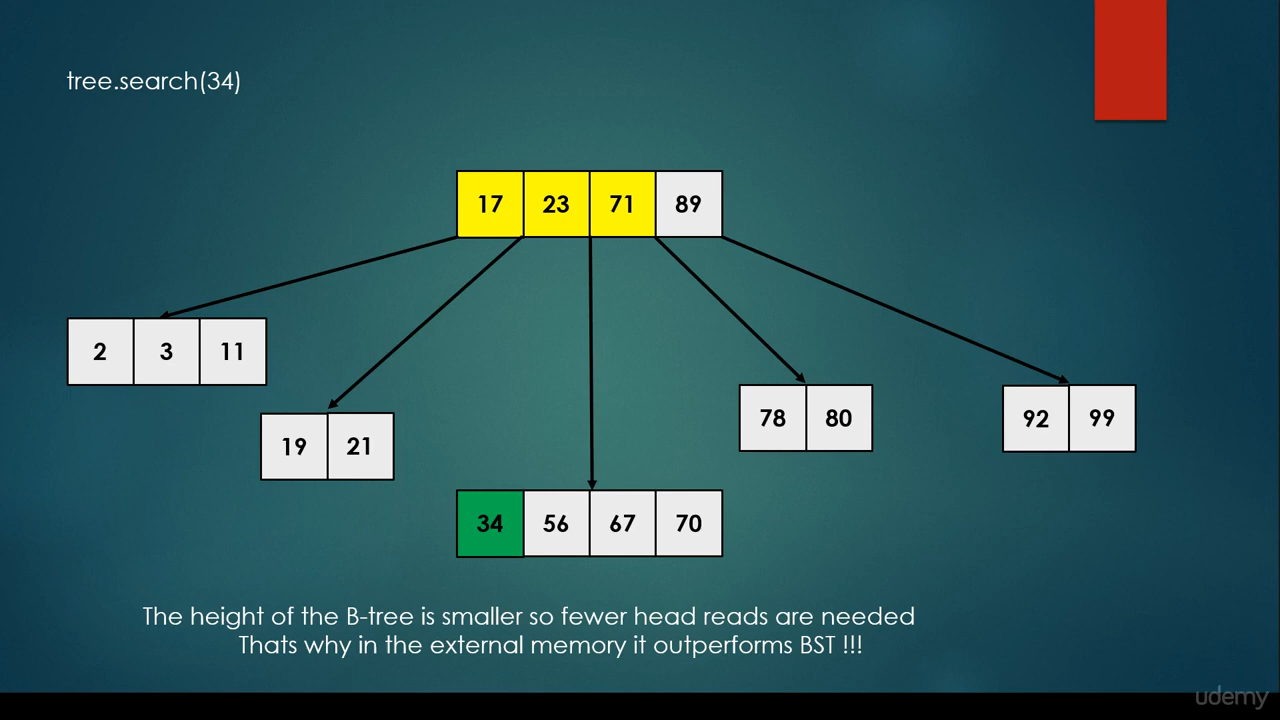 tree.search(34)
17 23 71 89
2 3 11
19 21
78 80
92 99
34 56 67 70
The height of the B-tree is smaller so fewer head reads are needed
Thats why in the external memory it outperforms BST !!!
udemy